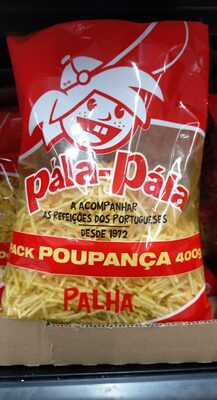 Pála-Pála
A ACOMPANHAR
AS REFEIÇÕES DOS PORTUGUESES
DESDE 1972
PACK POUPANÇA 400g
PALHA